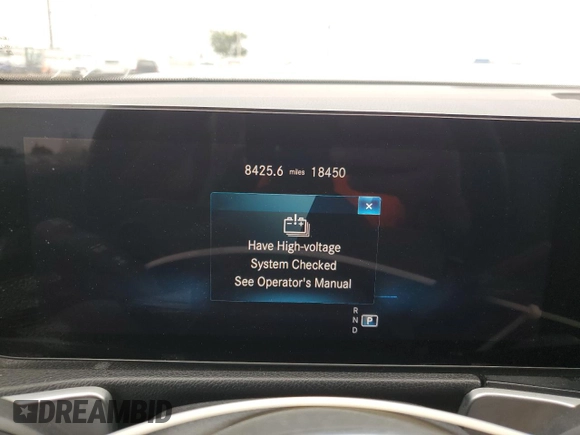 8425.6 miles 18450
Have High-voltage
System Checked
See Operator's Manual
R
N P
D
DREAMBID